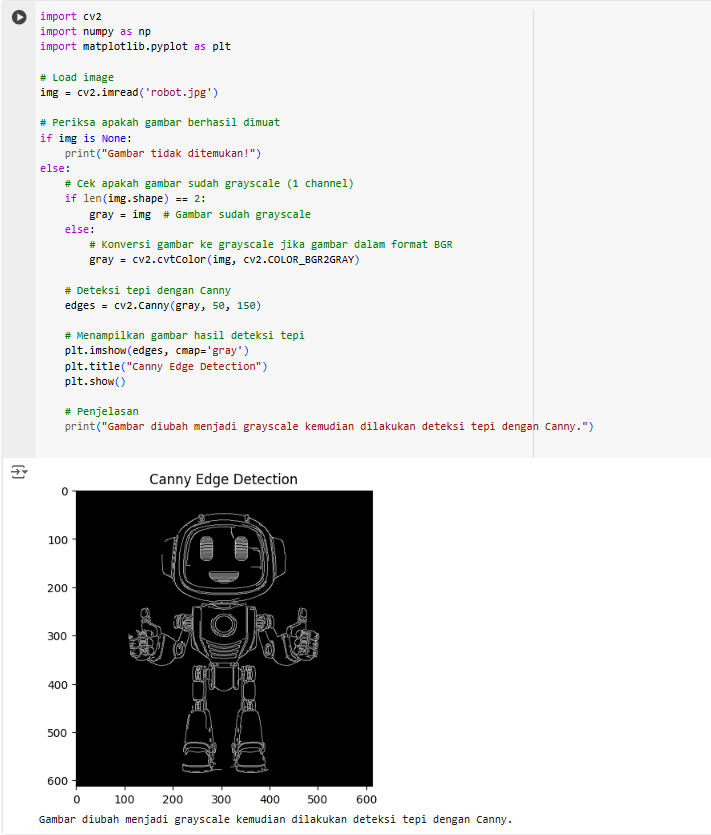 import cv2
import numpy as np
import matplotlib.pyplot as plt
# Load image
img = cv2.imread('robot.jpg')
# Periksa apakah gambar berhasil dimuat
if img is None:
    print("Gambar tidak ditemukan!")
else:
    # Cek apakah gambar sudah grayscale (1 channel)
    if len(img.shape) == 2:
        gray = img  # Gambar sudah grayscale
    else:
        # Konversi gambar ke grayscale jika gambar dalam format BGR
        gray = cv2.cvtColor(img, cv2.COLOR_BGR2GRAY)
    # Deteksi tepi dengan Canny
    edges = cv2.Canny(gray, 50, 150)
    # Menampilkan gambar hasil deteksi tepi
    plt.imshow(edges, cmap='gray')
    plt.title("Canny Edge Detection")
    plt.show()
    # Penjelasan
    print("Gambar diubah menjadi grayscale kemudian dilakukan deteksi tepi dengan Canny.")
Canny Edge Detection
0
100
200
300
400
500
600
0 100 200 300 400 500 600
Gambar diubah menjadi grayscale kemudian dilakukan deteksi tepi dengan Canny.